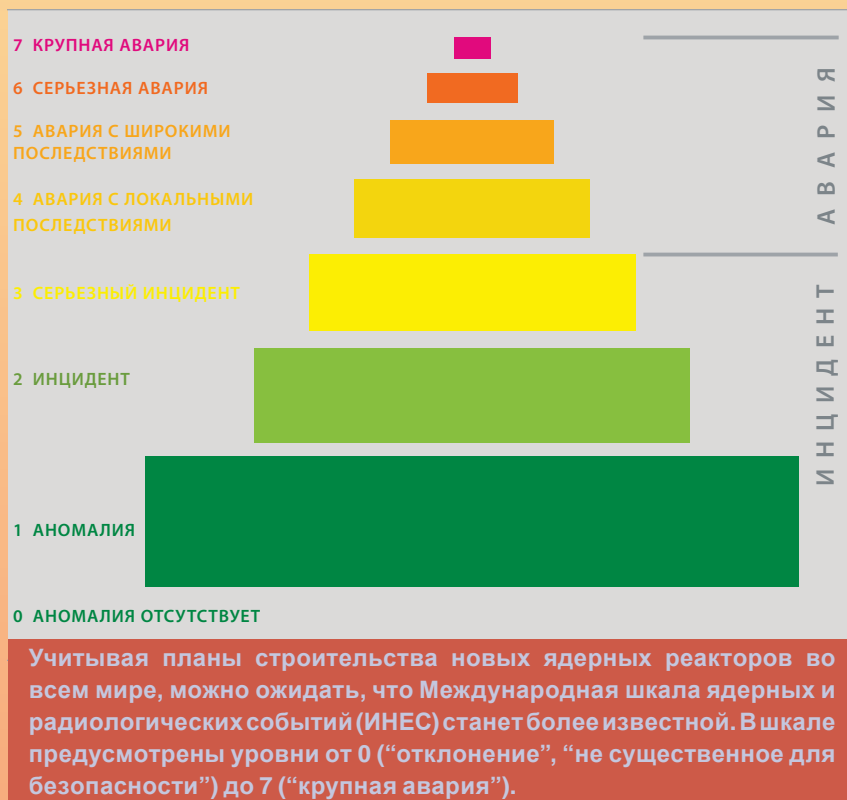 7 КРУПНАЯ АВАРИЯ
6 СЕРЬЕЗНАЯ АВАРИЯ
5 АВАРИЯ С ШИРОКИМИ
ПОСЛЕДСТВИЯМИ
4 АВАРИЯ С ЛОКАЛЬНЫМИ
ПОСЛЕДСТВИЯМИ
3 СЕРЬЕЗНЫЙ ИНЦИДЕНТ
2 ИНЦИДЕНТ
1 АНОМАЛИЯ
0 АНОМАЛИЯ ОТСУТСТВУЕТ
АВАРИЯ
ИНЦИДЕНТ
Учитывая планы строительства новых ядерных реакторов во
всем мире, можно ожидать, что Международная шкала ядерных и
радиологических событий (ИНЕС) станет более известной. В шкале
предусмотрены уровни от 0 (“отклонение”, “не существенное для
безопасности”) до 7 (“крупная авария”).